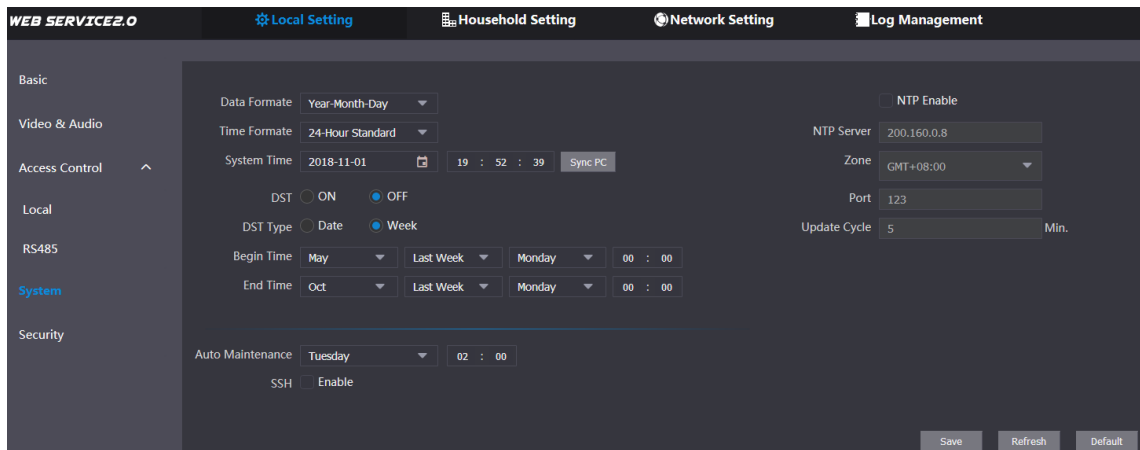 WEB SERVICE2.0 Local Setting Household Setting Network Setting Log Management
Basic
Video & Audio
Access Control
Local
RS485
System
Security
Data Formate Year-Month-Day
Time Formate 24-Hour Standard
System Time 2018-11-01 19 : 52 : 39 Sync PC
DST ON OFF
DST Type Date Week
Begin Time May Last Week Monday 00 : 00
End Time Oct Last Week Monday 00 : 00
Auto Maintenance Tuesday 02 : 00
SSH Enable
NTP Enable
NTP Server 200.160.0.8
Zone GMT+08:00
Port 123
Update Cycle 5 Min.
Save Refresh Default